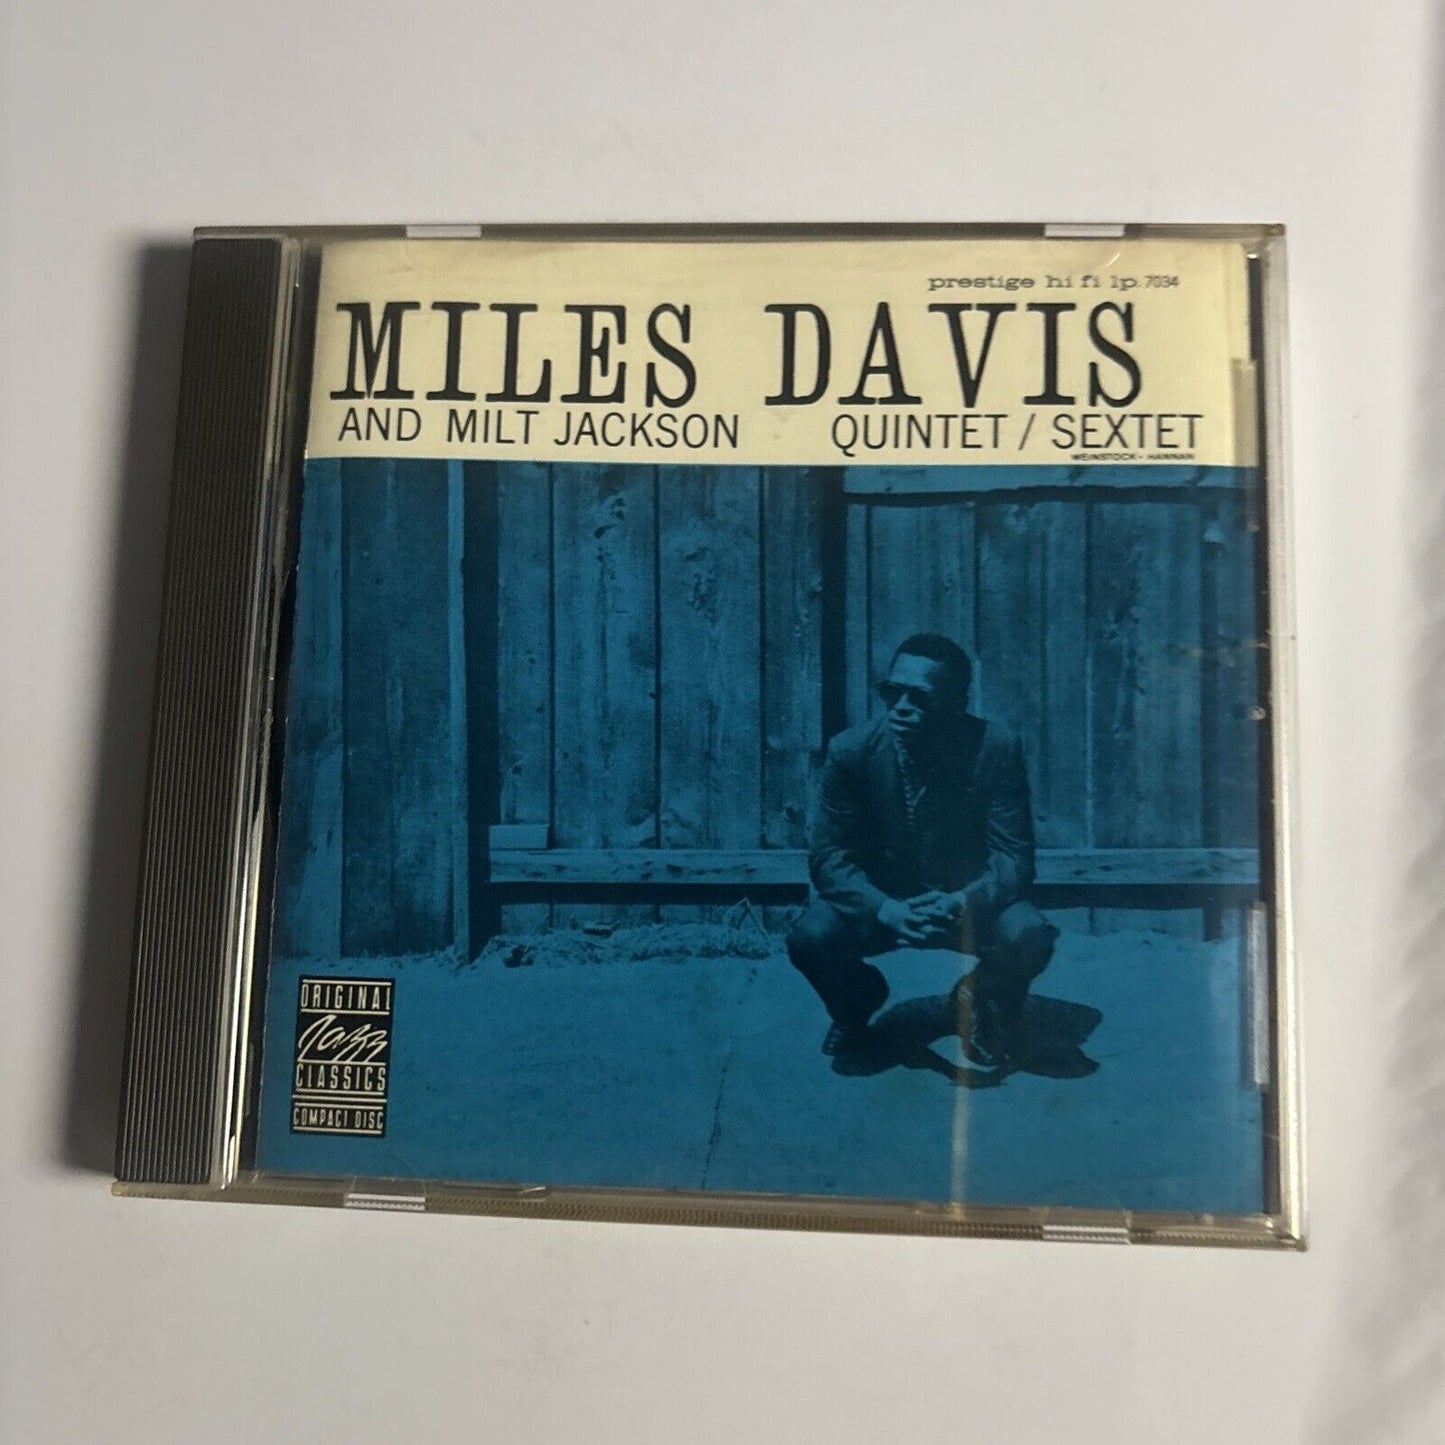 prestige hi fi lp. 7034
MILES DAVIS
AND MILT JACKSON QUINTET / SEXTET
WEINSTOCK - HANNAN
ORIGINAL
Jazz
CLASSICS
COMPACT DISC